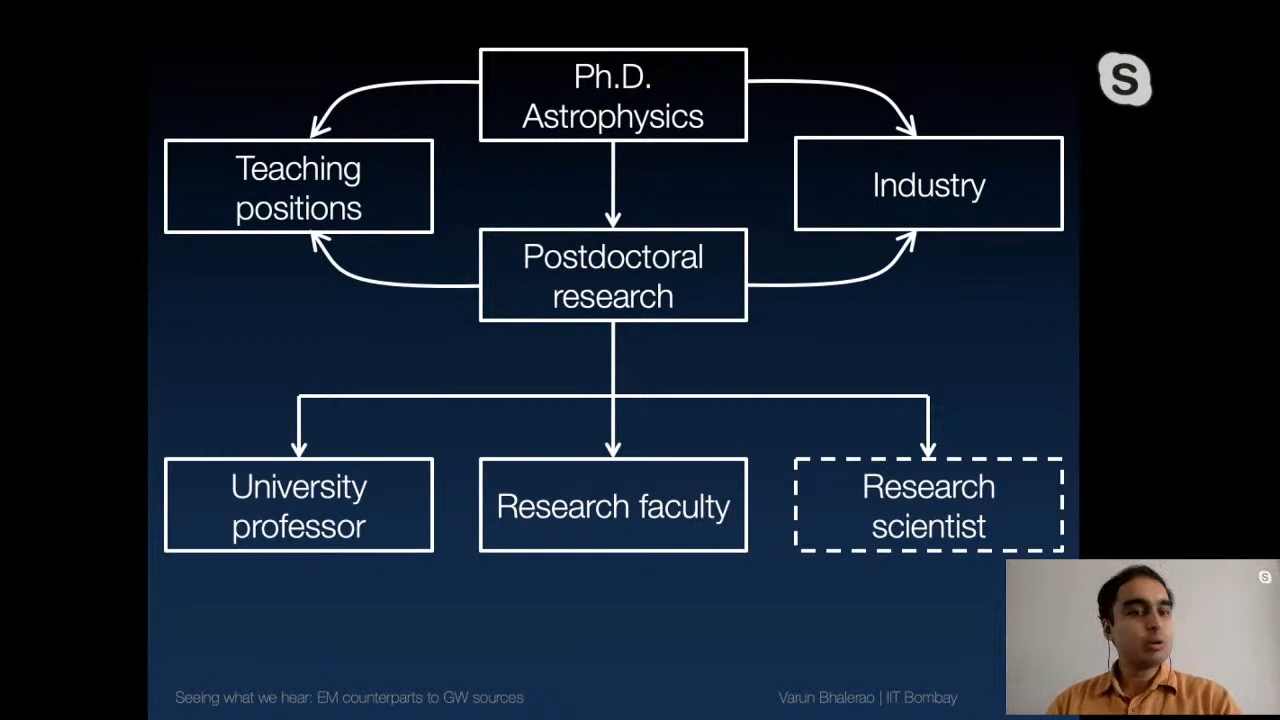 Ph.D.
Astrophysics
S
Teaching
positions
Industry
Postdoctoral
research
University
professor
Research faculty
Research
scientist
S
Seeing what we hear: EM counterparts to GW sources
Varun Bhalerao | IIT Bombay